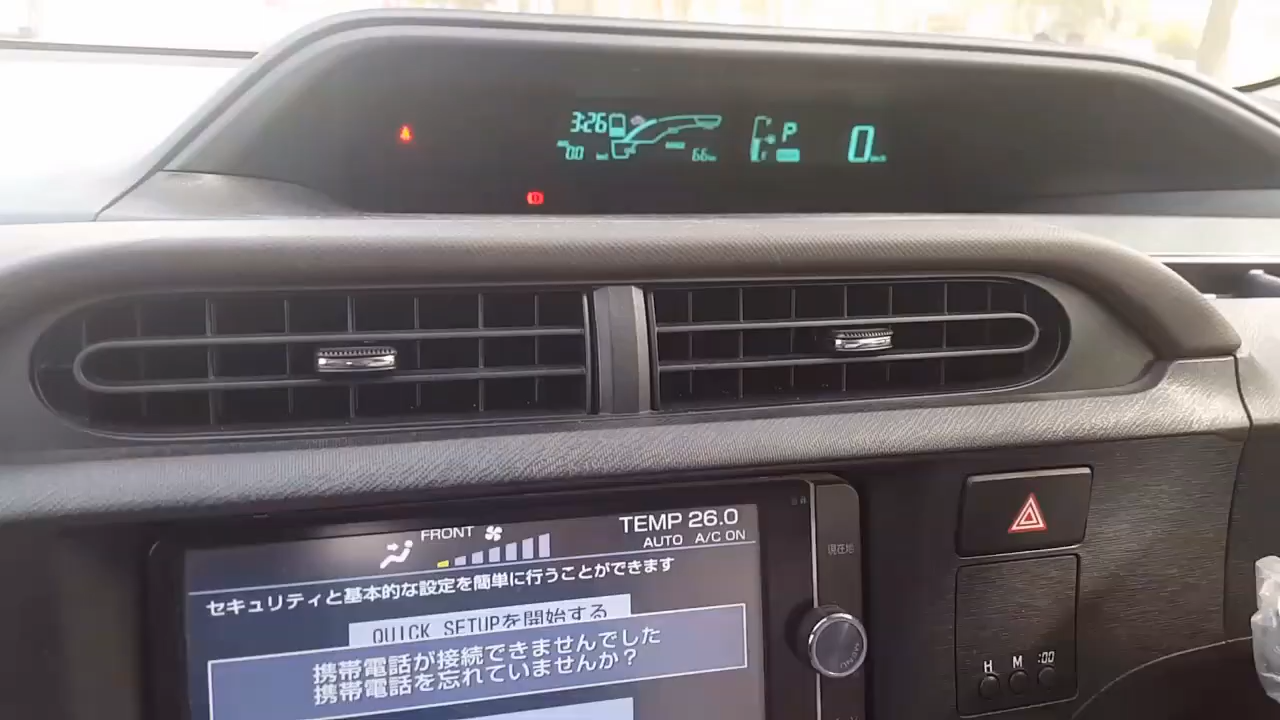 3:26
0.0
66
P
0
FRONT
TEMP 26.0
AUTO A/C ON
セキュリティと基本的な設定を簡単に行うことができます
QUICK SETUPを開始する
携帯電話が接続できませんでした
携帯電話を忘れていませんか？
現在地
MENU
H M :00